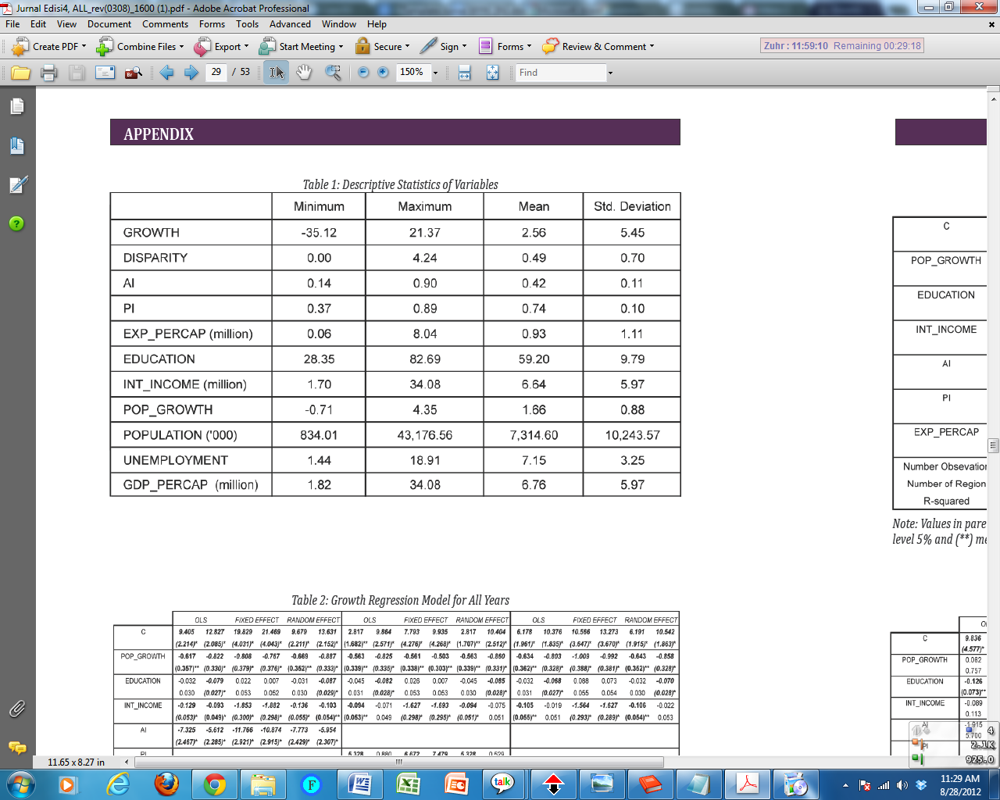 Jurnal Edisi4, ALL_rev(0308)_1600 (1).pdf - Adobe Acrobat Professional
File Edit View Document Comments Forms Tools Advanced Window Help
Create PDF Combine Files Export Start Meeting Secure Sign Forms Review & Comment Zuhr : 11:59:10 Remaining 00:29:18
29 / 53 150% Find
APPENDIX
Table 1: Descriptive Statistics of Variables
Minimum Maximum Mean Std. Deviation
GROWTH -35.12 21.37 2.56 5.45
DISPARITY 0.00 4.24 0.49 0.70
AI 0.14 0.90 0.42 0.11
PI 0.37 0.89 0.74 0.10
EXP_PERCAP (million) 0.06 8.04 0.93 1.11
EDUCATION 28.35 82.69 59.20 9.79
INT_INCOME (million) 1.70 34.08 6.64 5.97
POP_GROWTH -0.71 4.35 1.66 0.88
POPULATION ('000) 834.01 43,176.56 7,314.60 10,243.57
UNEMPLOYMENT 1.44 18.91 7.15 3.25
GDP_PERCAP (million) 1.82 34.08 6.76 5.97
Table 2: Growth Regression Model for All Years
OLS FIXED EFFECT RANDOM EFFECT OLS FIXED EFFECT RANDOM EFFECT OLS FIXED EFFECT RANDOM EFFECT
C 9.405 12.827 19.829 21.469 9.679 13.631 2.817 9.864 7.793 9.935 2.817 10.404 6.178 10.376 10.566 13.273 6.191 10.542
(2.214)* (2.085)* (4.031)* (4.043)* (2.211)* (2.152)* (1.682)** (2.571)* (4.276)* (4.268)* (1.707)** (2.512)* (1.961)* (1.835)* (3.647)* (3.670)* (1.915)* (1.863)*
POP_GROWTH -0.617 -0.822 -0.808 -0.767 -0.669 -0.887 -0.563 -0.825 -0.561 -0.503 -0.563 -0.860 -0.634 -0.803 -1.009 -0.992 -0.643 -0.858
(0.357)** (0.330)* (0.379)* (0.376)* (0.352)** (0.333)* (0.339)** (0.335)* (0.338)** (0.303)** (0.339)** (0.331)* (0.362)** (0.328)* (0.388)* (0.381)* (0.352)** (0.328)*
EDUCATION -0.032 -0.079 0.022 0.007 -0.031 -0.087 -0.045 -0.082 0.026 0.007 -0.045 -0.085 -0.032 -0.068 0.088 0.073 -0.032 -0.070
0.030 (0.027)* 0.053 0.052 0.030 (0.029)* 0.031 (0.028)* 0.053 0.053 0.030 (0.028)* 0.031 (0.027)* 0.055 0.054 0.030 (0.028)*
INT_INCOME -0.129 -0.093 -1.853 -1.882 -0.136 -0.103 -0.094 -0.071 -1.627 -1.693 -0.094 -0.075 -0.105 -0.019 -1.564 -1.627 -0.106 -0.022
(0.053)* (0.049)* (0.300)* (0.298)* (0.055)* (0.054)** (0.053)** 0.049 (0.298)* (0.295)* (0.051)* 0.051 (0.055)** 0.051 (0.293)* (0.289)* (0.054)** 0.053
AI -7.325 -5.612 -11.766 -10.874 -7.773 -5.954
(2.467)* (2.285)* (2.921)* (2.915)* (2.429)* (2.307)*
PI 5.328 0.880 6.672 7.479 5.328 0.529
C
POP_GROWTH
EDUCATION
INT_INCOME
AI
PI
EXP_PERCAP
Number Obsevation
Number of Region
R-squared
Note: Values in pare
level 5% and (**) me
C 9.836
(4.577)*
POP_GROWTH 0.082
0.757
EDUCATION -0.126
(0.073)**
INT_INCOME -0.089
0.113
AI -1.915
5.700
PI
4
2.1K
925.0
11.65 x 8.27 in
talk
11:29 AM
8/28/2012